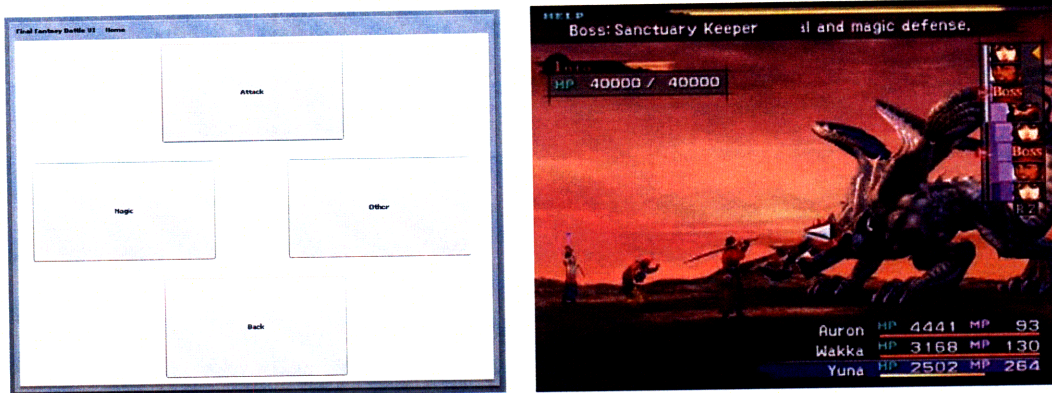 Final Fantasy Battle VI Home
Attack
Magic
Other
Back
HELP
Boss: Sanctuary Keeper al and magic defense.
HP 40000 / 40000
Boss
Boss
Auron HP 4441 MP 93
Wakka HP 3168 MP 130
Yuna HP 2502 MP 264